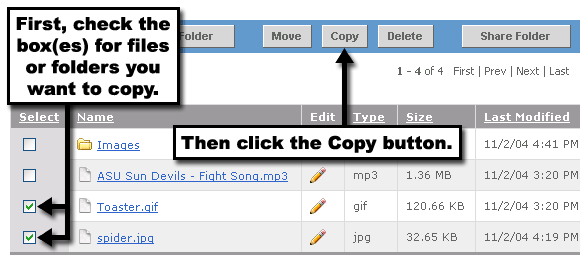 First, check the
box(es) for files
or folders you
want to copy.
Folder
Move
Copy
Delete
Share Folder
1 - 4 of 4 First | Prev | Next | Last
Select Name Edit Type Size Last Modified
Images 11/2/04 4:41 PM
Then click the Copy button.
ASU Sun Devils - Fight Song.mp3 mp3 1.36 MB 11/2/04 3:20 PM
Toaster.gif gif 120.66 KB 11/2/04 3:20 PM
spider.jpg jpg 32.65 KB 11/2/04 4:19 PM